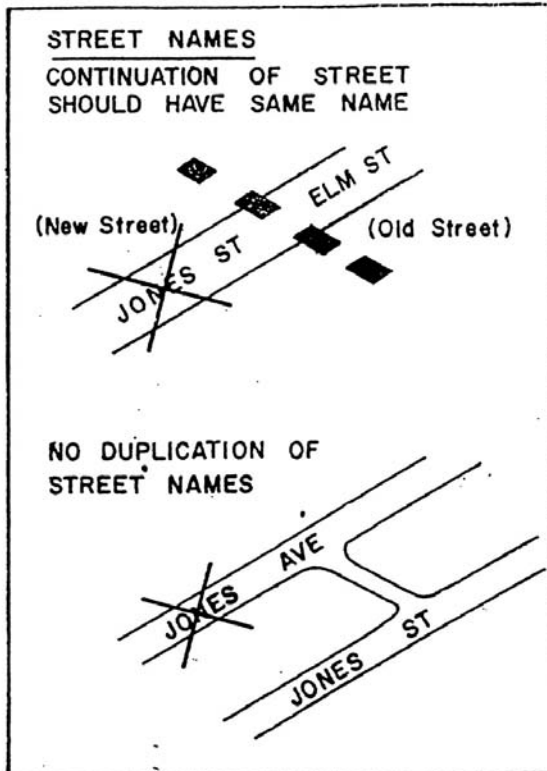 STREET NAMES
CONTINUATION OF STREET
SHOULD HAVE SAME NAME
ELM ST
(New Street)
(Old Street)
JONES ST
NO DUPLICATION OF
STREET NAMES
JONES AVE
JONES ST